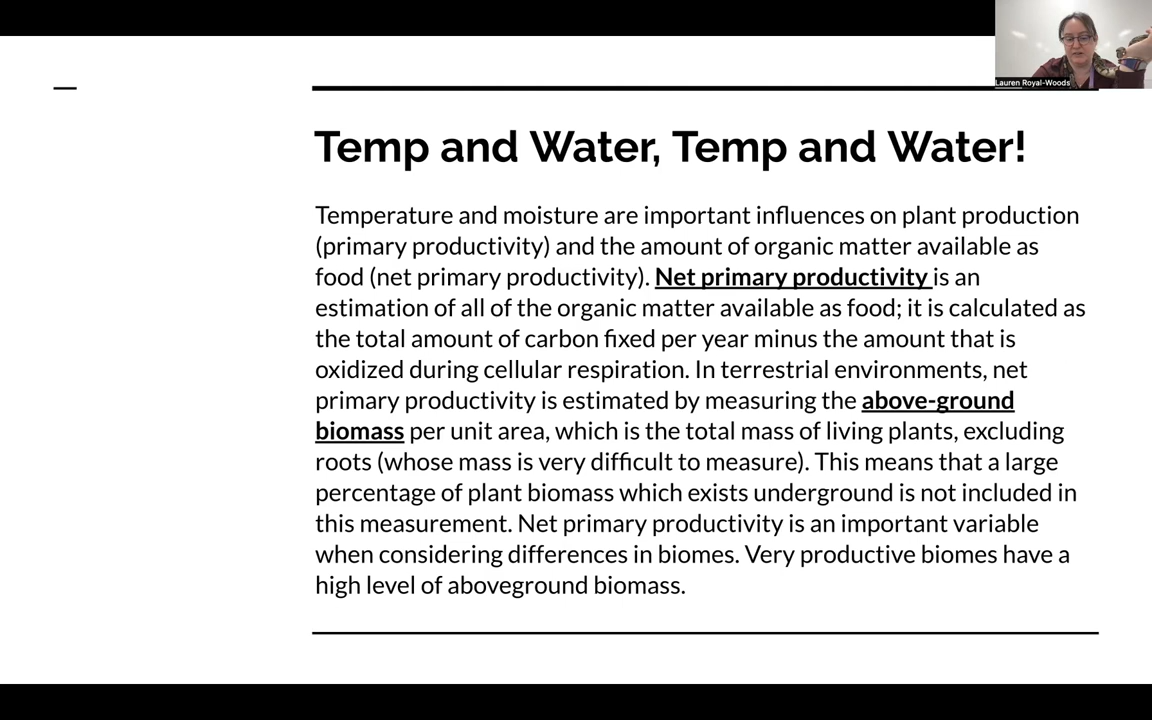 Lauren Royal-Woods
Temp and Water, Temp and Water!
Temperature and moisture are important influences on plant production
(primary productivity) and the amount of organic matter available as
food (net primary productivity). Net primary productivity is an
estimation of all of the organic matter available as food; it is calculated as
the total amount of carbon fixed per year minus the amount that is
oxidized during cellular respiration. In terrestrial environments, net
primary productivity is estimated by measuring the above-ground
biomass per unit area, which is the total mass of living plants, excluding
roots (whose mass is very difficult to measure). This means that a large
percentage of plant biomass which exists underground is not included in
this measurement. Net primary productivity is an important variable
when considering differences in biomes. Very productive biomes have a
high level of aboveground biomass.